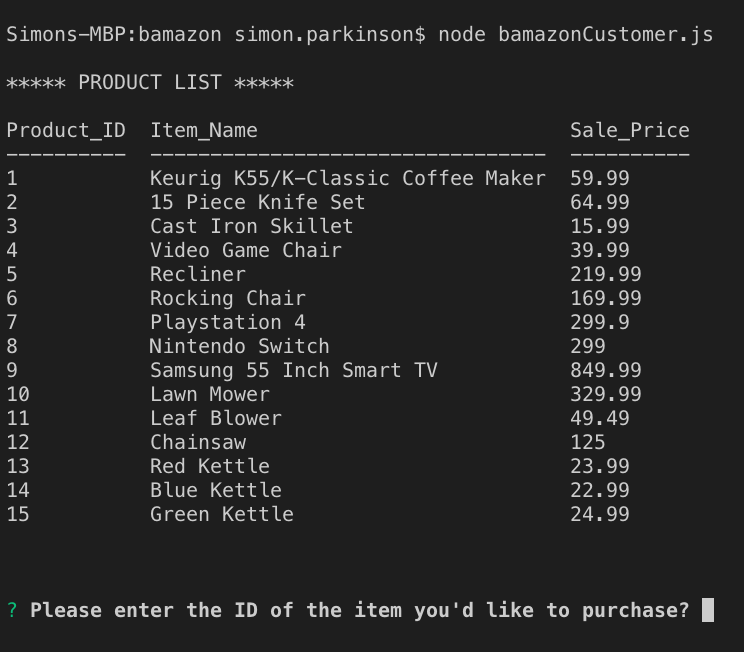 Simons-MBP:bamazon simon.parkinson$ node bamazonCustomer.js
***** PRODUCT LIST *****
Product_ID  Item_Name                          Sale_Price
----------  ---------------------------------  ----------
1           Keurig K55/K-Classic Coffee Maker  59.99
2           15 Piece Knife Set                 64.99
3           Cast Iron Skillet                  15.99
4           Video Game Chair                   39.99
5           Recliner                           219.99
6           Rocking Chair                      169.99
7           Playstation 4                      299.9
8           Nintendo Switch                    299
9           Samsung 55 Inch Smart TV           849.99
10          Lawn Mower                         329.99
11          Leaf Blower                        49.49
12          Chainsaw                           125
13          Red Kettle                         23.99
14          Blue Kettle                        22.99
15          Green Kettle                       24.99
? Please enter the ID of the item you'd like to purchase?